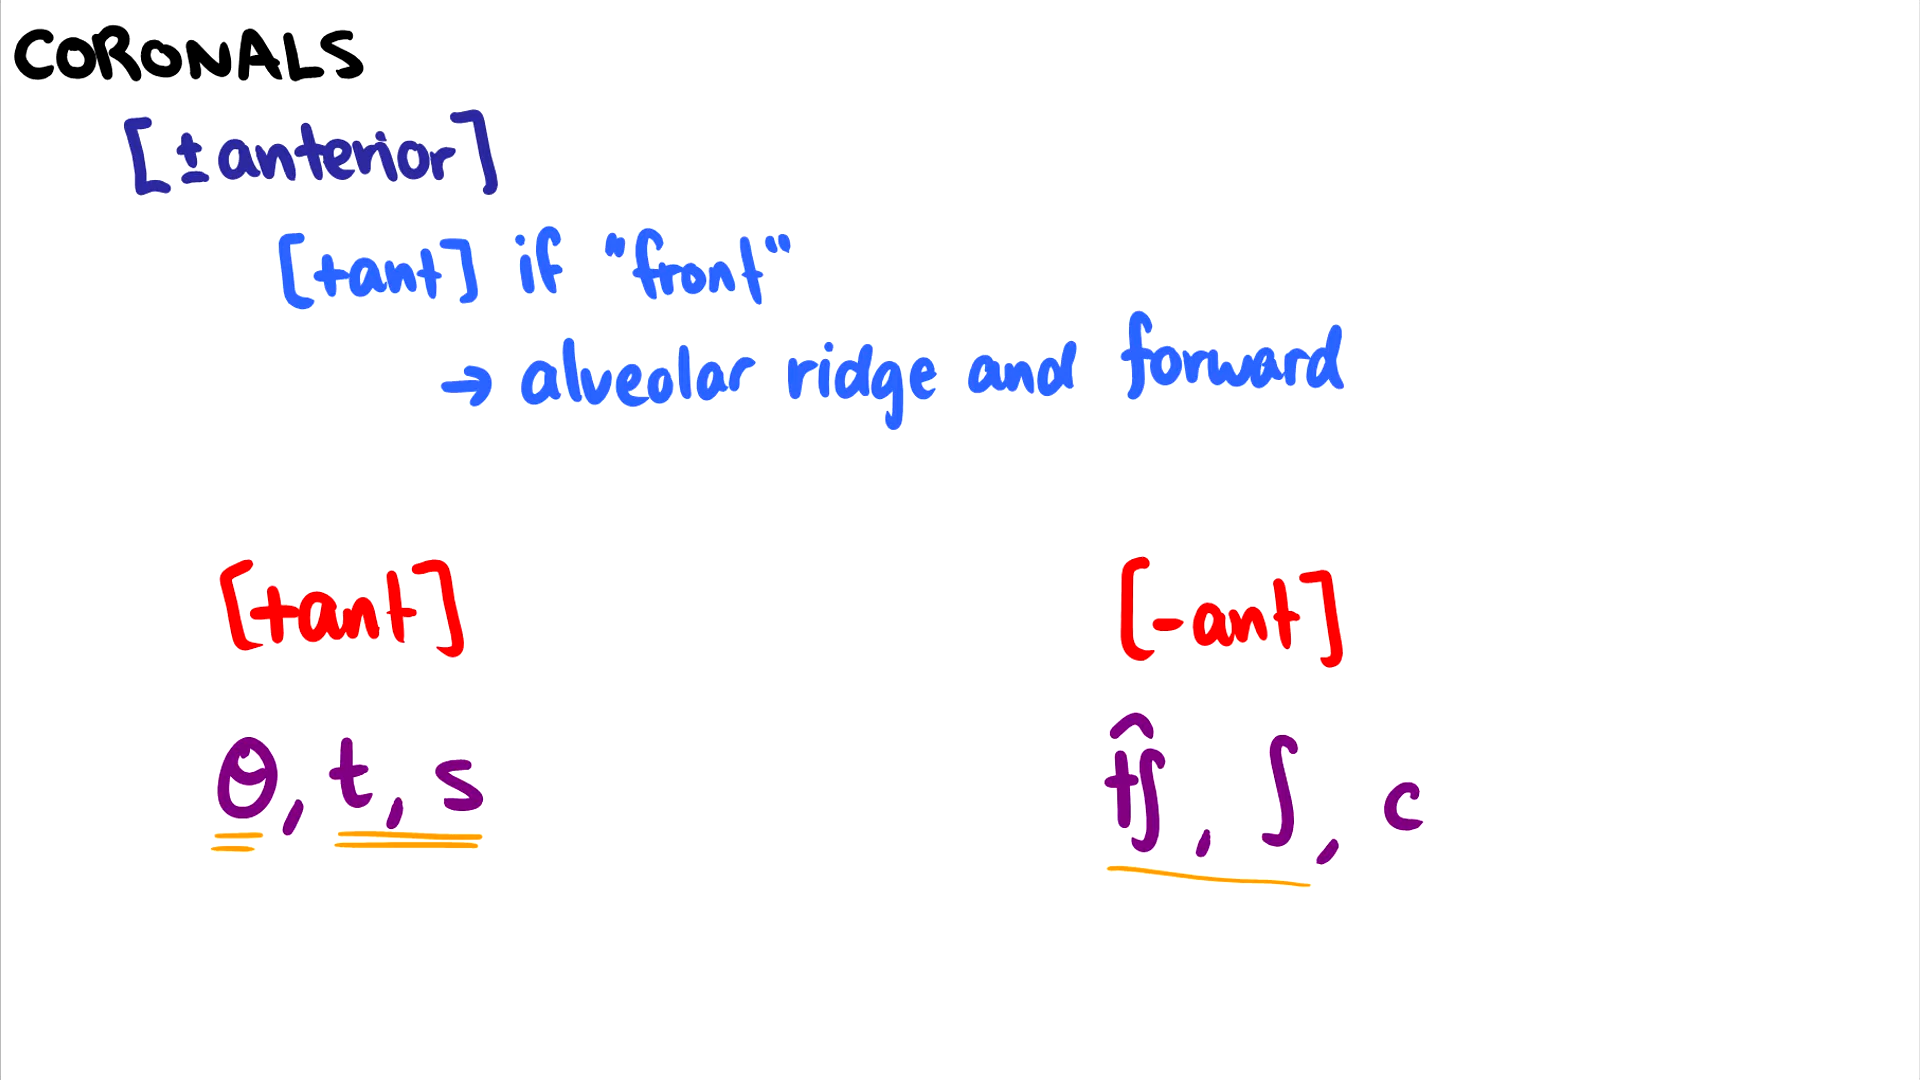 CORONALS
[±anterior]
[+ant] if "front"
→ alveolar ridge and forward
[+ant] [-ant]
θ, t, s t͡ʃ, ʃ, c